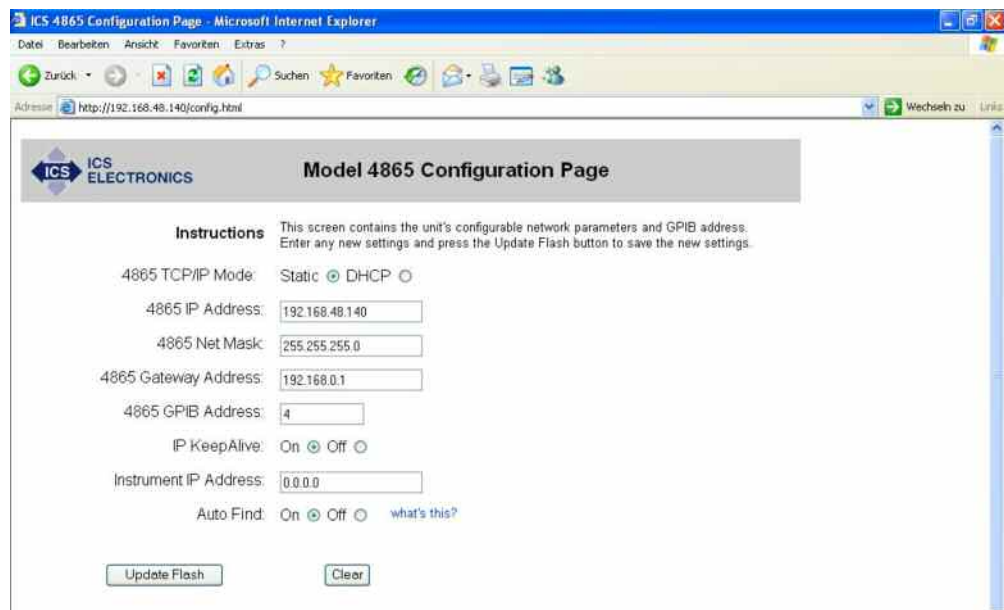 ICS 4865 Configuration Page - Microsoft Internet Explorer
Datei Bearbeiten Ansicht Favoriten Extras ?
Zurück Suchen Favoriten
Adresse http://192.168.48.140/config.html Wechseln zu Links
ICS ICS ELECTRONICS Model 4865 Configuration Page
Instructions This screen contains the unit's configurable network parameters and GPIB address.
Enter any new settings and press the Update Flash button to save the new settings.
4865 TCP/IP Mode: Static DHCP
4865 IP Address: 192.168.48.140
4865 Net Mask: 255.255.255.0
4865 Gateway Address: 192.168.0.1
4865 GPIB Address: 4
IP KeepAlive: On Off
Instrument IP Address: 0.0.0.0
Auto Find: On Off what's this?
Update Flash Clear